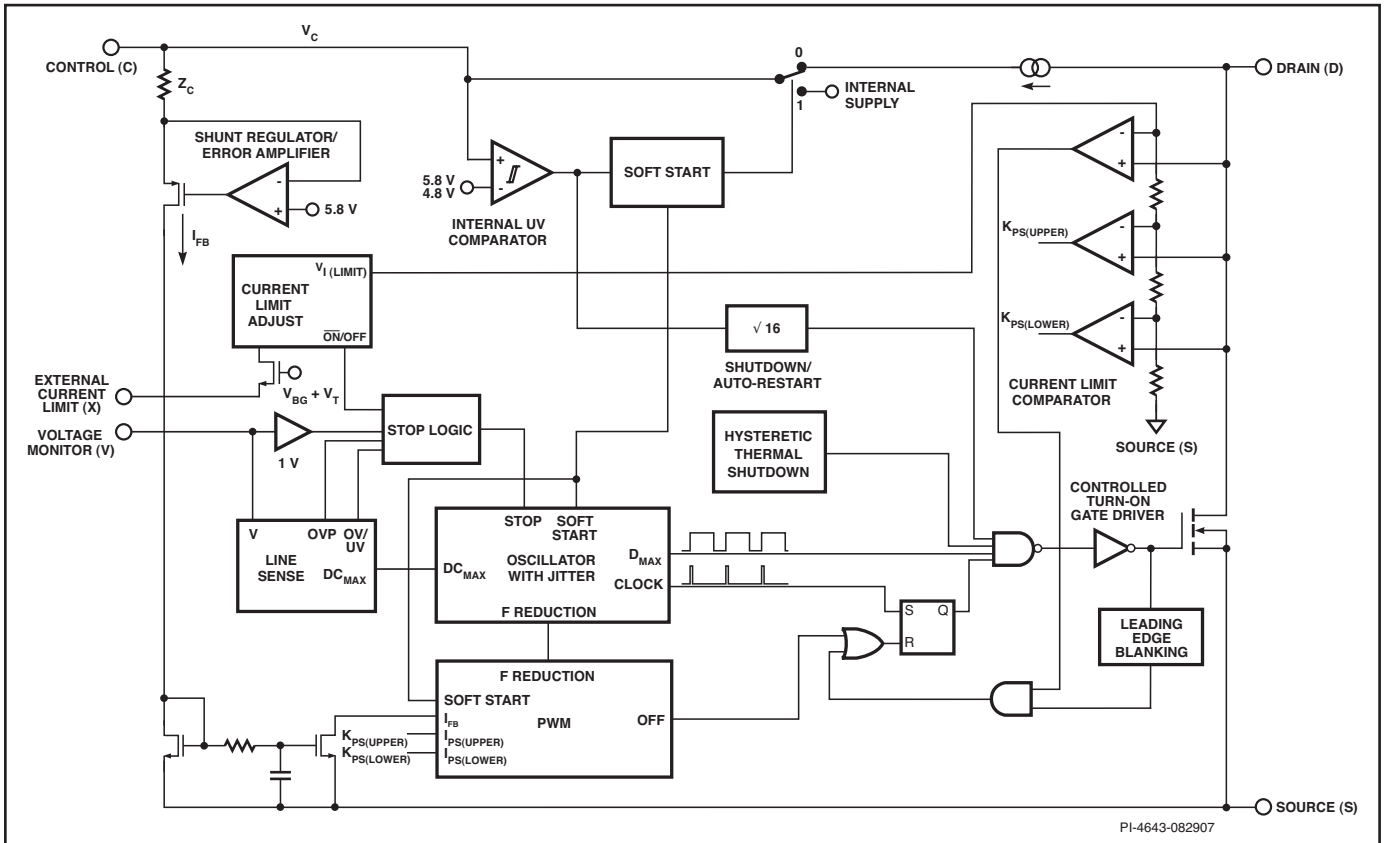 V_C
CONTROL (C)
Z_C
0
1
INTERNAL
SUPPLY
DRAIN (D)
SHUNT REGULATOR/
ERROR AMPLIFIER
-
+
5.8 V
I_FB
+
-
5.8 V
4.8 V
INTERNAL UV
COMPARATOR
SOFT START
-
+
K_PS(UPPER)
-
+
K_PS(LOWER)
-
+
CURRENT LIMIT
COMPARATOR
SOURCE (S)
V_I (LIMIT)
CURRENT
LIMIT
ADJUST
O̅N̅/OFF
√ 16
SHUTDOWN/
AUTO-RESTART
EXTERNAL
CURRENT
LIMIT (X)
V_BG + V_T
VOLTAGE
MONITOR (V)
1 V
STOP LOGIC
HYSTERETIC
THERMAL
SHUTDOWN
CONTROLLED
TURN-ON
GATE DRIVER
V
OVP
OV/
UV
LINE
SENSE
DC_MAX
STOP
SOFT
START
DC_MAX
OSCILLATOR
WITH JITTER
D_MAX
CLOCK
F REDUCTION
S
Q
R
LEADING
EDGE
BLANKING
F REDUCTION
SOFT START
I_FB
PWM
OFF
K_PS(UPPER)
I_PS(UPPER)
K_PS(LOWER)
I_PS(LOWER)
SOURCE (S)
PI-4643-082907